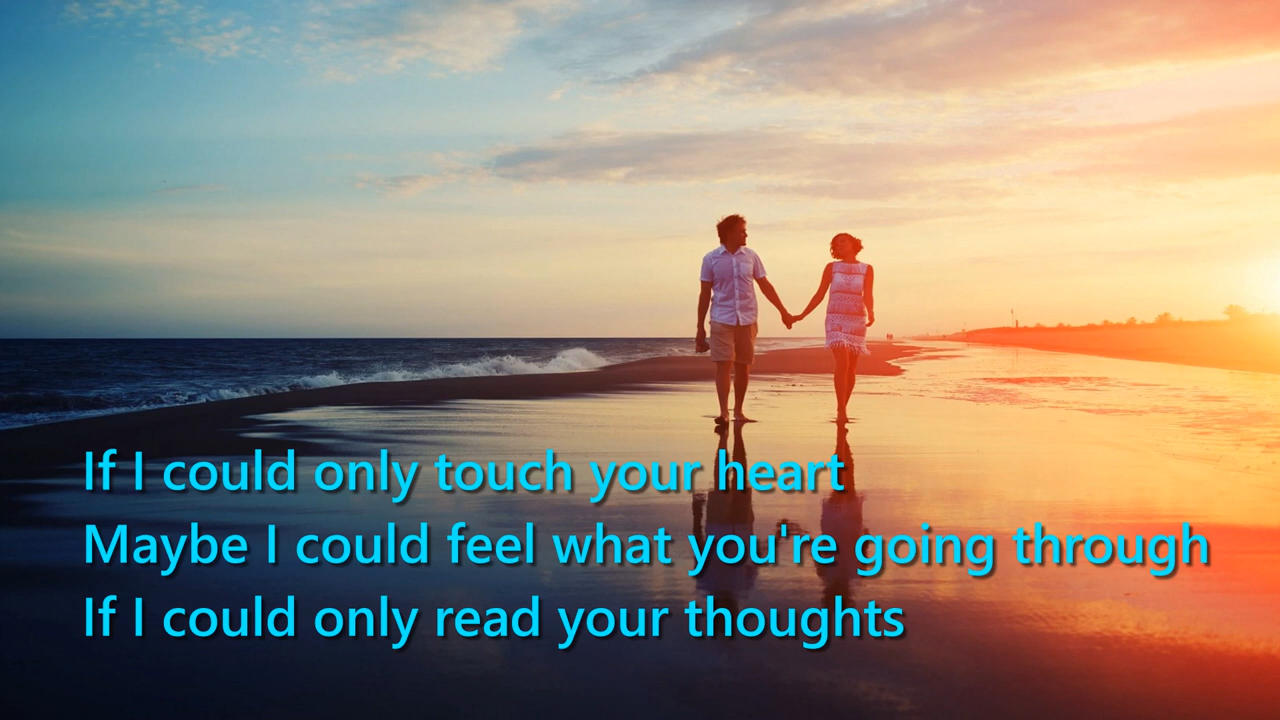 If I could only touch your heart
Maybe I could feel what you're going through
If I could only read your thoughts